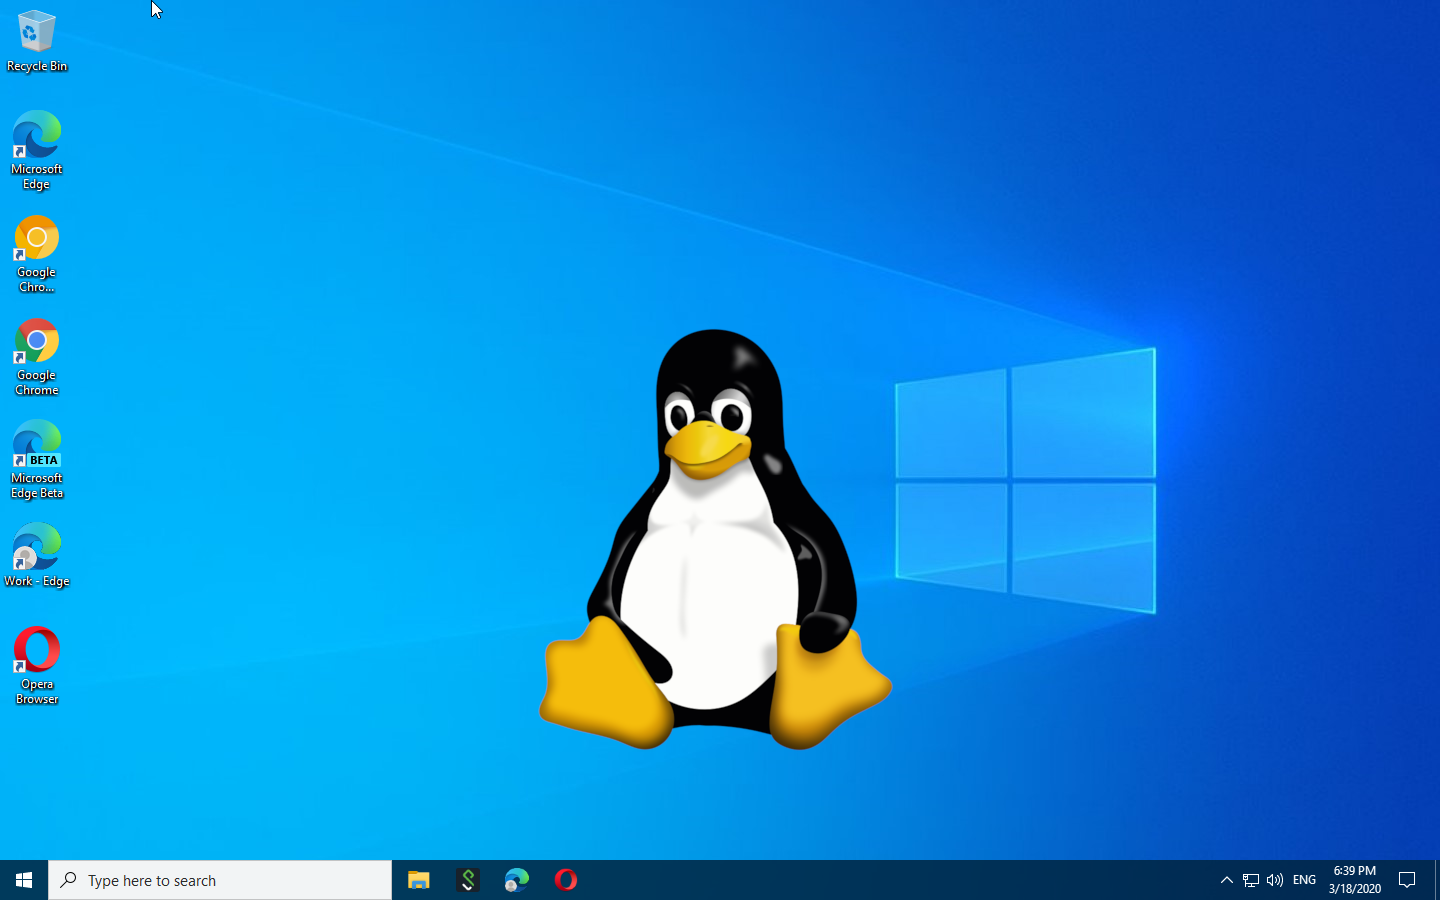 Recycle Bin
Microsoft
Edge
Google
Chro...
Google
Chrome
BETA
Microsoft
Edge Beta
Work - Edge
Opera
Browser
Type here to search
ENG
6:39 PM
3/18/2020